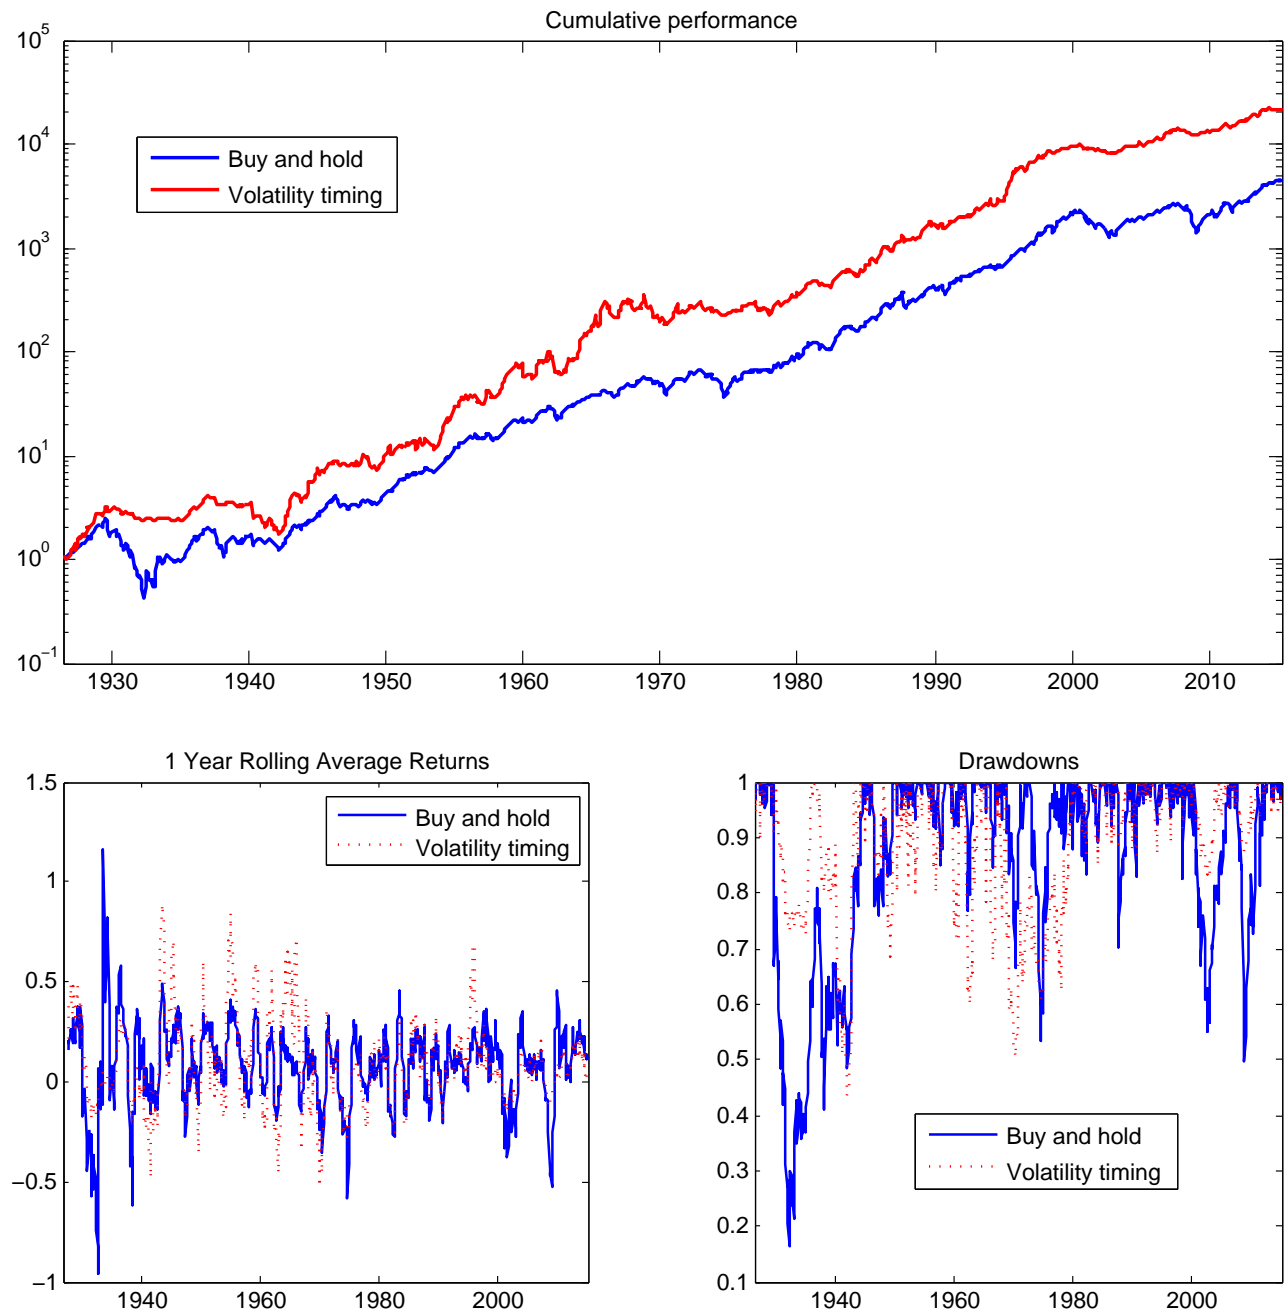 Cumulative performance
10^5
10^4
10^3
10^2
10^1
10^0
10^−1
Buy and hold
Volatility timing
1930 1940 1950 1960 1970 1980 1990 2000 2010
1 Year Rolling Average Returns
1.5
1
0.5
0
−0.5
−1
Buy and hold
Volatility timing
1940 1960 1980 2000
Drawdowns
1
0.9
0.8
0.7
0.6
0.5
0.4
0.3
0.2
0.1
Buy and hold
Volatility timing
1940 1960 1980 2000